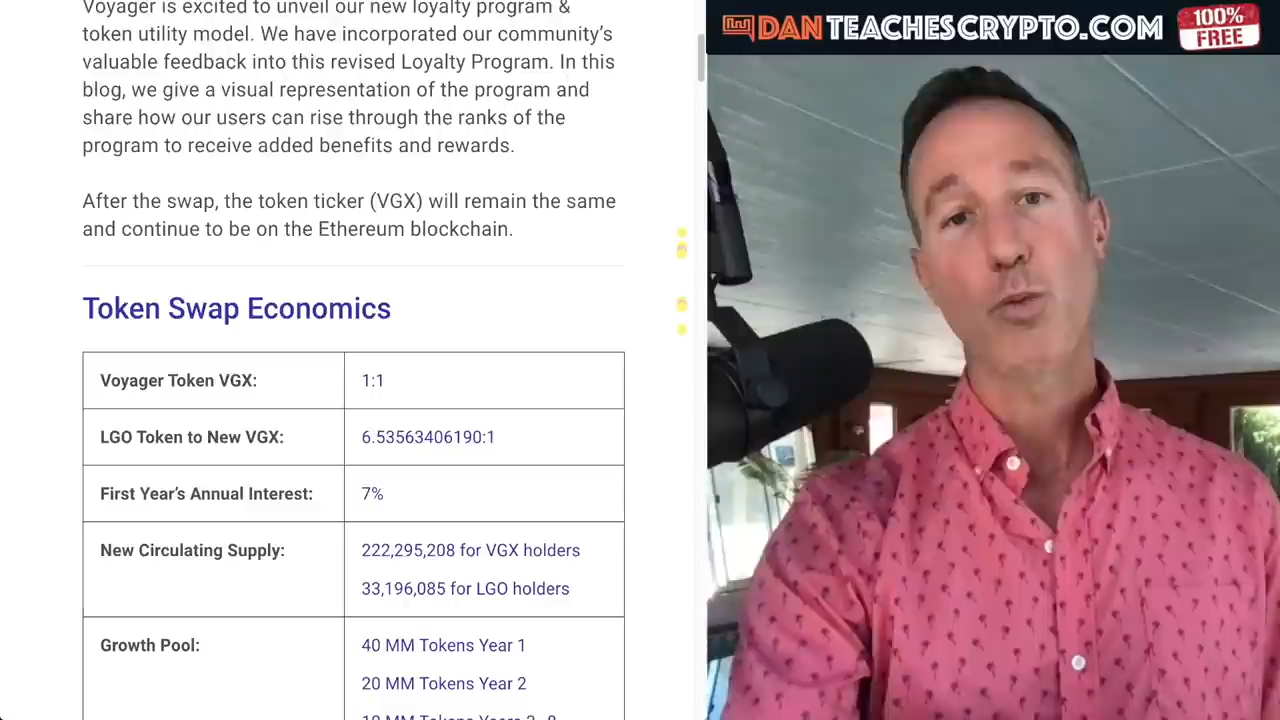 Voyager is excited to unveil our new loyalty program &
token utility model. We have incorporated our community’s
valuable feedback into this revised Loyalty Program. In this
blog, we give a visual representation of the program and
share how our users can rise through the ranks of the
program to receive added benefits and rewards.
After the swap, the token ticker (VGX) will remain the same
and continue to be on the Ethereum blockchain.
Token Swap Economics
Voyager Token VGX: 1:1
LGO Token to New VGX: 6.53563406190:1
First Year’s Annual Interest: 7%
New Circulating Supply: 222,295,208 for VGX holders
33,196,085 for LGO holders
Growth Pool: 40 MM Tokens Year 1
20 MM Tokens Year 2
DANTEACHESCRYPTO.COM
100%
FREE